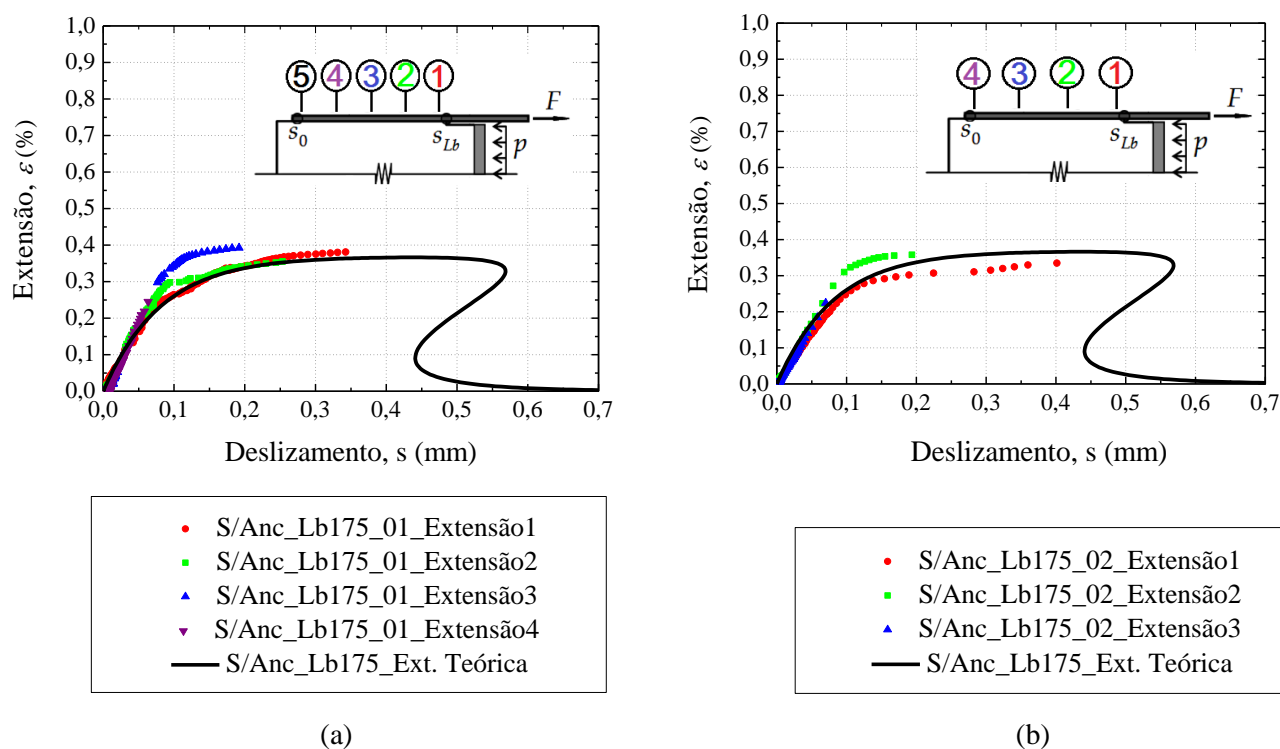 1,0
0,9
0,8
0,7
0,6
0,5
0,4
0,3
0,2
0,1
0,0
Extensão, ε (%)
5 4 3 2 1
F
s0
sLb
p
0,0 0,1 0,2 0,3 0,4 0,5 0,6 0,7
Deslizamento, s (mm)
S/Anc_Lb175_01_Extensão1
S/Anc_Lb175_01_Extensão2
S/Anc_Lb175_01_Extensão3
S/Anc_Lb175_01_Extensão4
S/Anc_Lb175_Ext. Teórica
(a)
1,0
0,9
0,8
0,7
0,6
0,5
0,4
0,3
0,2
0,1
0,0
Extensão, ε (%)
4 3 2 1
F
s0
sLb
p
0,0 0,1 0,2 0,3 0,4 0,5 0,6 0,7
Deslizamento, s (mm)
S/Anc_Lb175_02_Extensão1
S/Anc_Lb175_02_Extensão2
S/Anc_Lb175_02_Extensão3
S/Anc_Lb175_Ext. Teórica
(b)